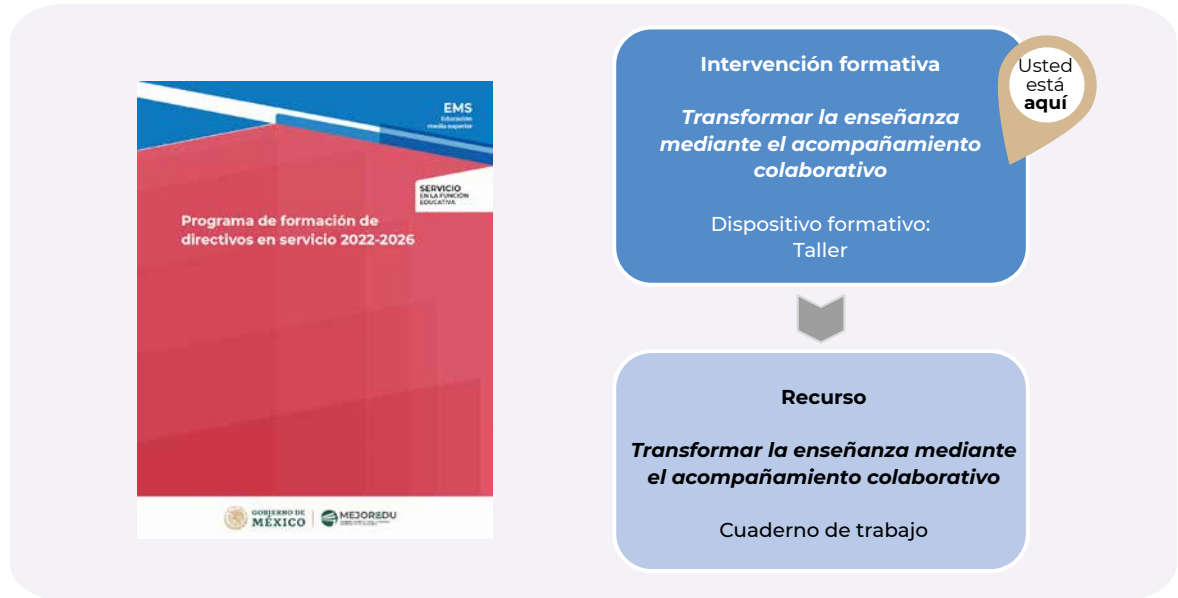 EMS
Educación
media superior
SERVICIO
EN LA FUNCIÓN
EDUCATIVA
Programa de formación de
directivos en servicio 2022-2026
GOBIERNO DE
MÉXICO
MEJOREDU
Intervención formativa
Transformar la enseñanza
mediante el acompañamiento
colaborativo
Dispositivo formativo:
Taller
Usted
está
aquí
Recurso
Transformar la enseñanza mediante
el acompañamiento colaborativo
Cuaderno de trabajo